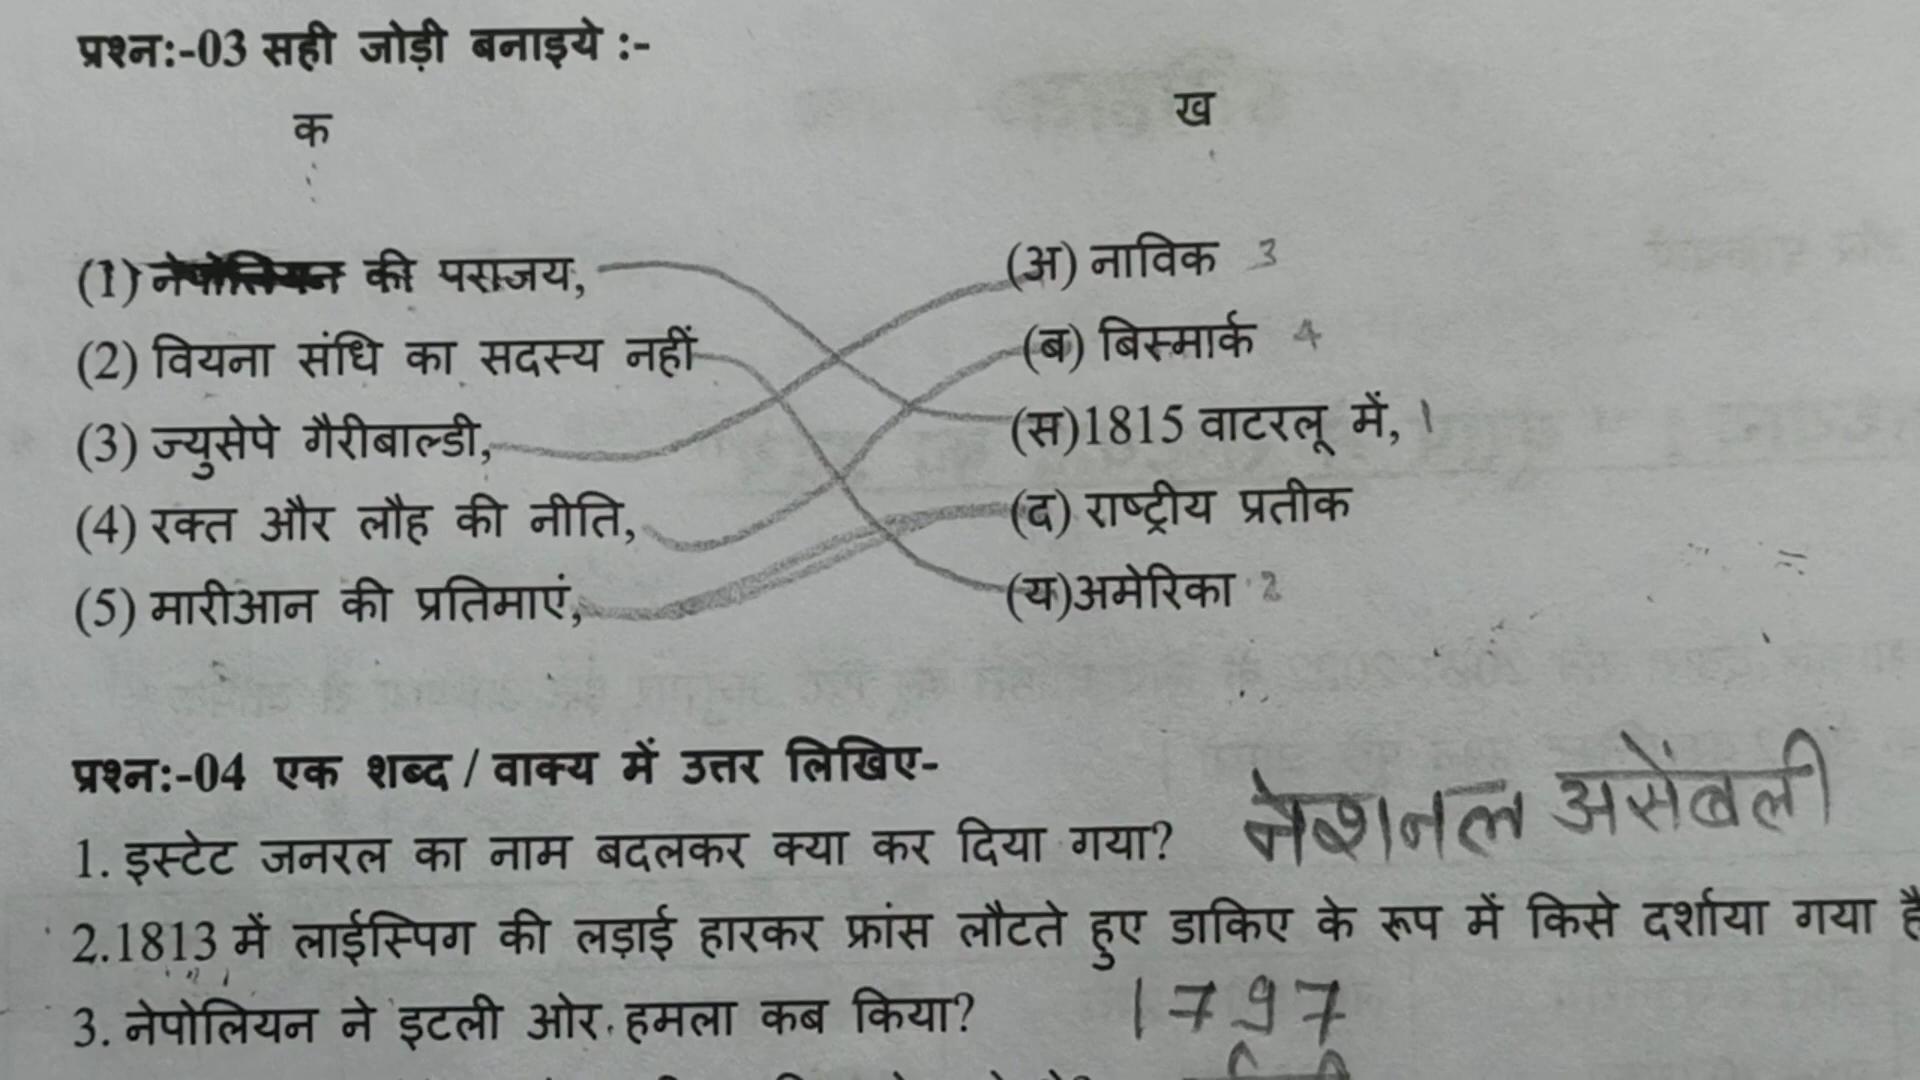 प्रश्न:-03 सही जोड़ी बनाइये :-
क ख
(1) नेपोलियन की पराजय, (अ) नाविक 3
(2) वियना संधि का सदस्य नहीं (ब) बिस्मार्क 4
(3) ज्युसेपे गैरीबाल्डी, (स)1815 वाटरलू में, 1
(4) रक्त और लौह की नीति, (द) राष्ट्रीय प्रतीक
(5) मारीआन की प्रतिमाएं, (य)अमेरिका 2
प्रश्न:-04 एक शब्द / वाक्य में उत्तर लिखिए-
1. इस्टेट जनरल का नाम बदलकर क्या कर दिया गया? नेशनल असेंबली
2.1813 में लाईस्पिग की लड़ाई हारकर फ्रांस लौटते हुए डाकिए के रूप में किसे दर्शाया गया है
3. नेपोलियन ने इटली ओर हमला कब किया? 1797